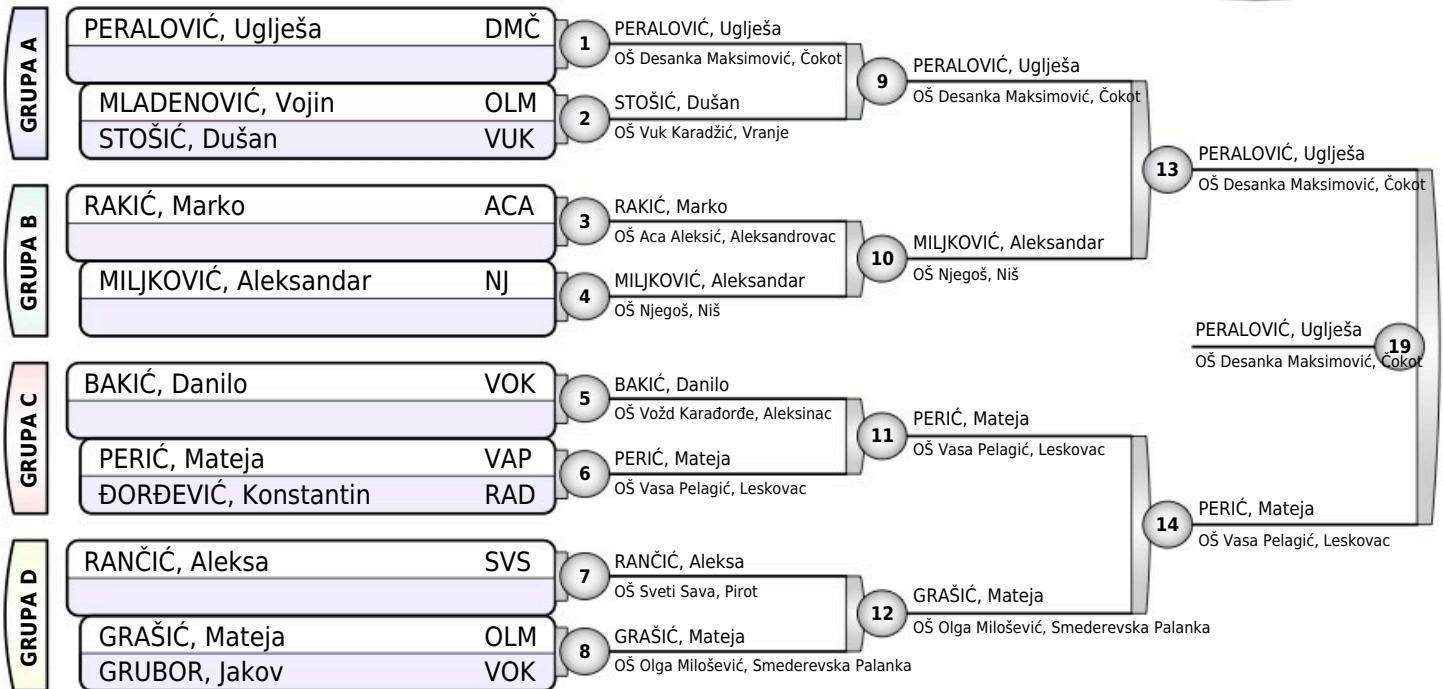 GRUPA A
PERALOVIĆ, Uglješa DMČ
MLADENOVIĆ, Vojin OLM
STOŠIĆ, Dušan VUK
1
PERALOVIĆ, Uglješa
OŠ Desanka Maksimović, Čokot
2
STOŠIĆ, Dušan
OŠ Vuk Karadžić, Vranje
9
PERALOVIĆ, Uglješa
OŠ Desanka Maksimović, Čokot
GRUPA B
RAKIĆ, Marko ACA
MILJKOVIĆ, Aleksandar NJ
3
RAKIĆ, Marko
OŠ Aca Aleksić, Aleksandrovac
4
MILJKOVIĆ, Aleksandar
OŠ Njegoš, Niš
10
MILJKOVIĆ, Aleksandar
OŠ Njegoš, Niš
13
PERALOVIĆ, Uglješa
OŠ Desanka Maksimović, Čokot
GRUPA C
BAKIĆ, Danilo VOK
PERIĆ, Mateja VAP
ĐORĐEVIĆ, Konstantin RAD
5
BAKIĆ, Danilo
OŠ Vožd Karađorđe, Aleksinac
6
PERIĆ, Mateja
OŠ Vasa Pelagić, Leskovac
11
PERIĆ, Mateja
OŠ Vasa Pelagić, Leskovac
GRUPA D
RANČIĆ, Aleksa SVS
GRAŠIĆ, Mateja OLM
GRUBOR, Jakov VOK
7
RANČIĆ, Aleksa
OŠ Sveti Sava, Pirot
8
GRAŠIĆ, Mateja
OŠ Olga Milošević, Smederevska Palanka
12
GRAŠIĆ, Mateja
OŠ Olga Milošević, Smederevska Palanka
14
PERIĆ, Mateja
OŠ Vasa Pelagić, Leskovac
PERALOVIĆ, Uglješa
OŠ Desanka Maksimović, Čokot
19